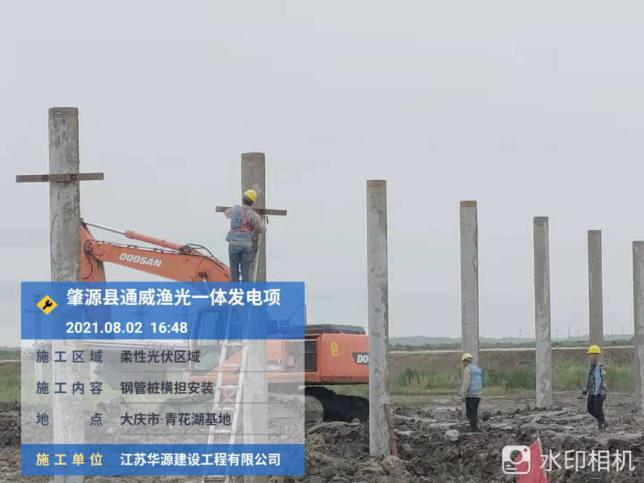 DOOSAN
肇源县通威渔光一体发电项
2021.08.02 16:48
施工区域 柔性光伏区域
施工内容 钢管桩横担安装
地 点 大庆市·青花湖基地
施工单位 江苏华源建设工程有限公司
水印相机